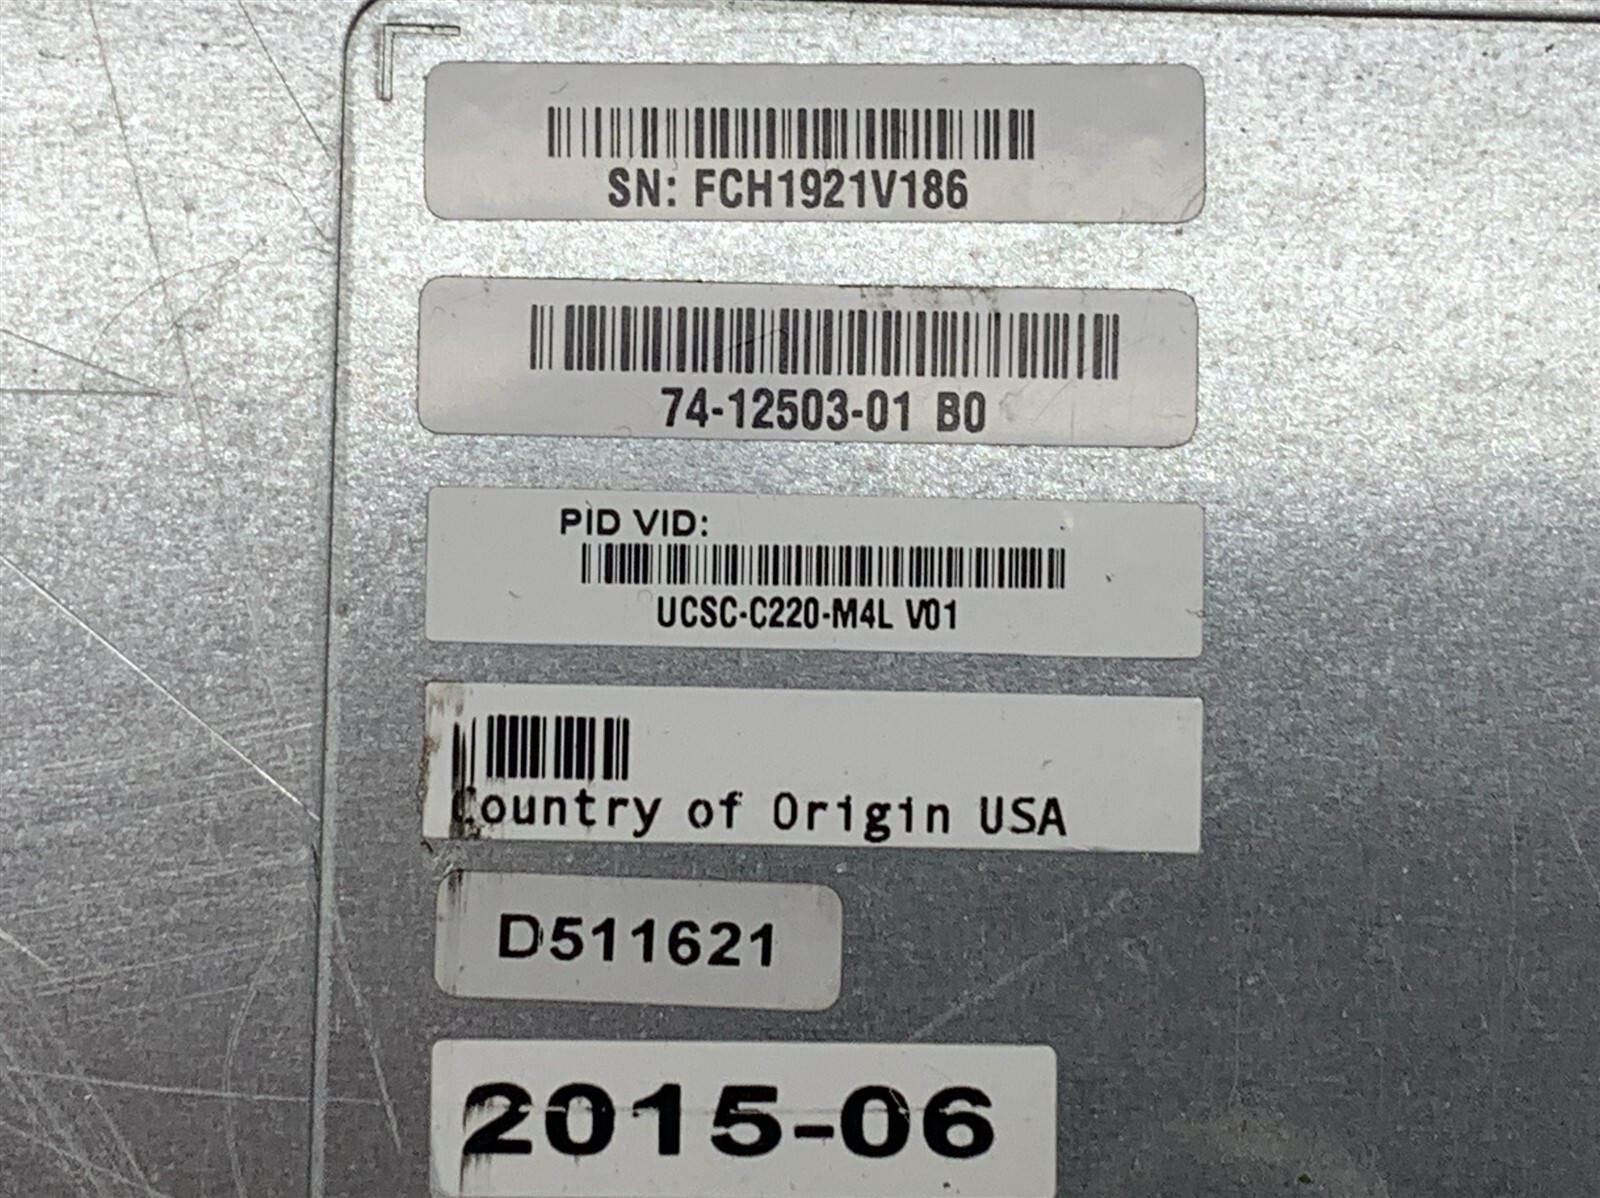 SN: FCH1921V186
74-12503-01 B0
PID VID:
UCSC-C220-M4L V01
Country of Origin USA
D511621
2015-06